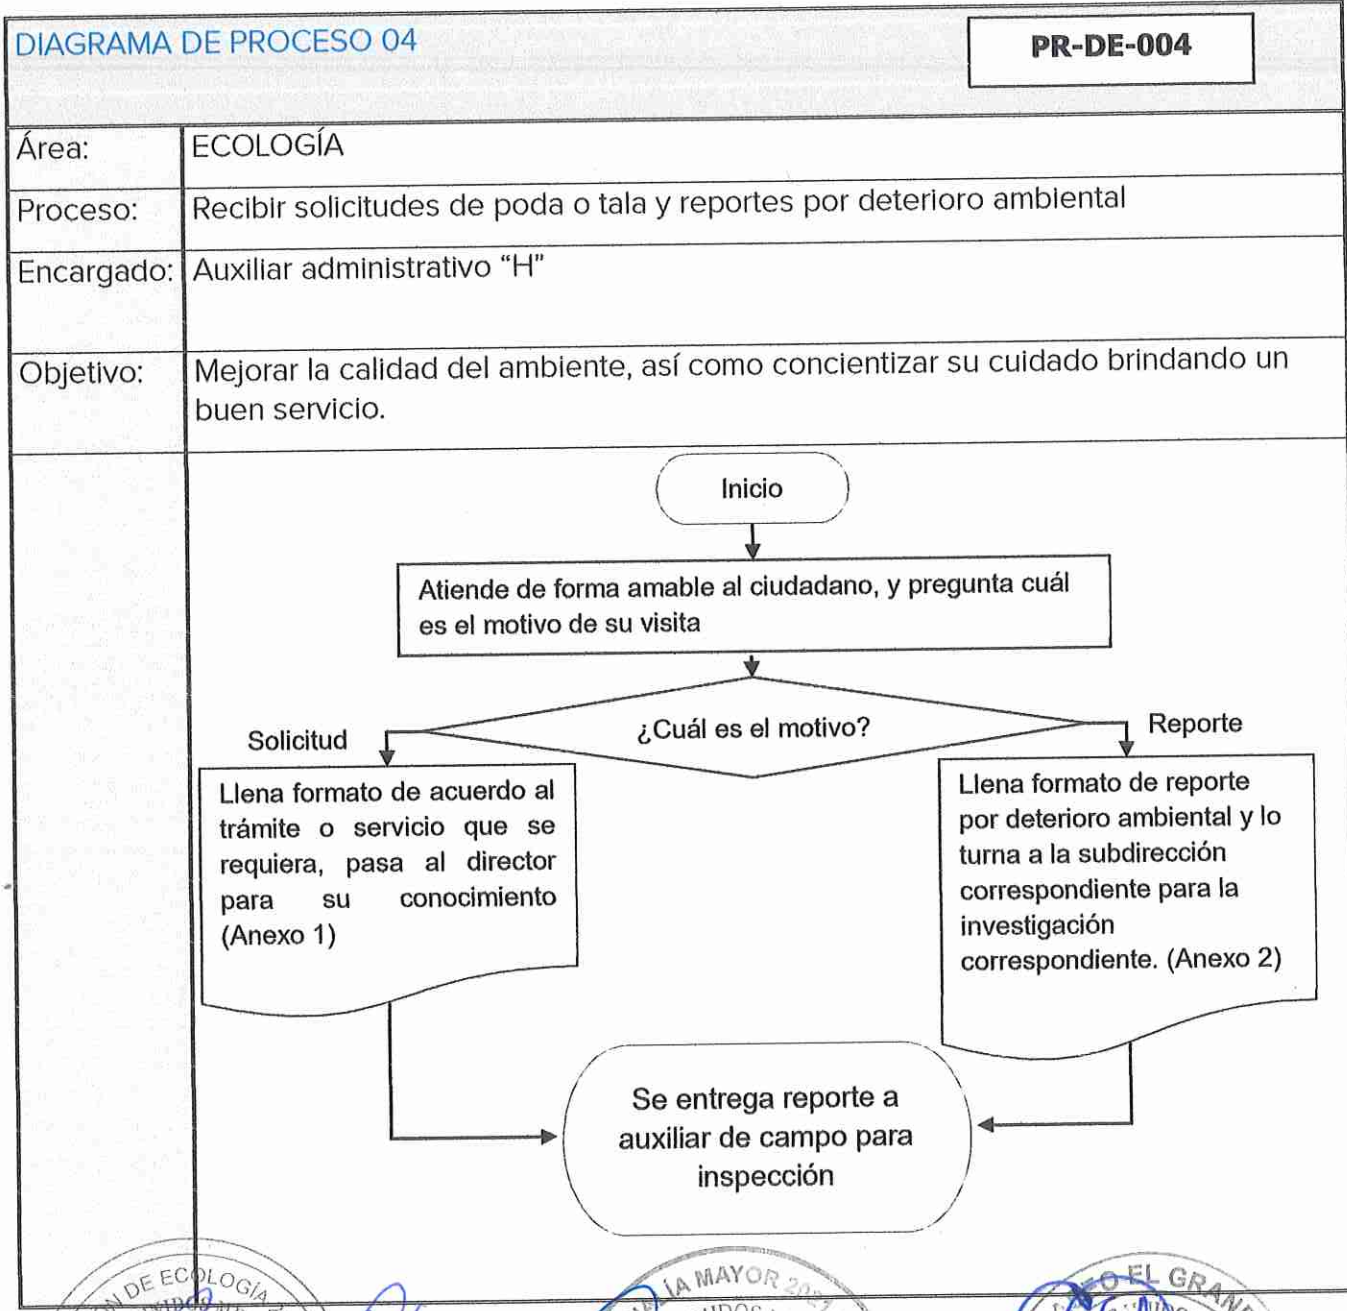 DIAGRAMA DE PROCESO 04
PR-DE-004
Área: ECOLOGÍA
Proceso: Recibir solicitudes de poda o tala y reportes por deterioro ambiental
Encargado: Auxiliar administrativo “H”
Objetivo: Mejorar la calidad del ambiente, así como concientizar su cuidado brindando un
buen servicio.
Inicio
Atiende de forma amable al ciudadano, y pregunta cuál
es el motivo de su visita
¿Cuál es el motivo?
Solicitud
Reporte
Llena formato de acuerdo al
trámite o servicio que se
requiera, pasa al director
para su conocimiento
(Anexo 1)
Llena formato de reporte
por deterioro ambiental y lo
turna a la subdirección
correspondiente para la
investigación
correspondiente. (Anexo 2)
Se entrega reporte a
auxiliar de campo para
inspección
DE ECOLOGÍA
MAYOR
EL